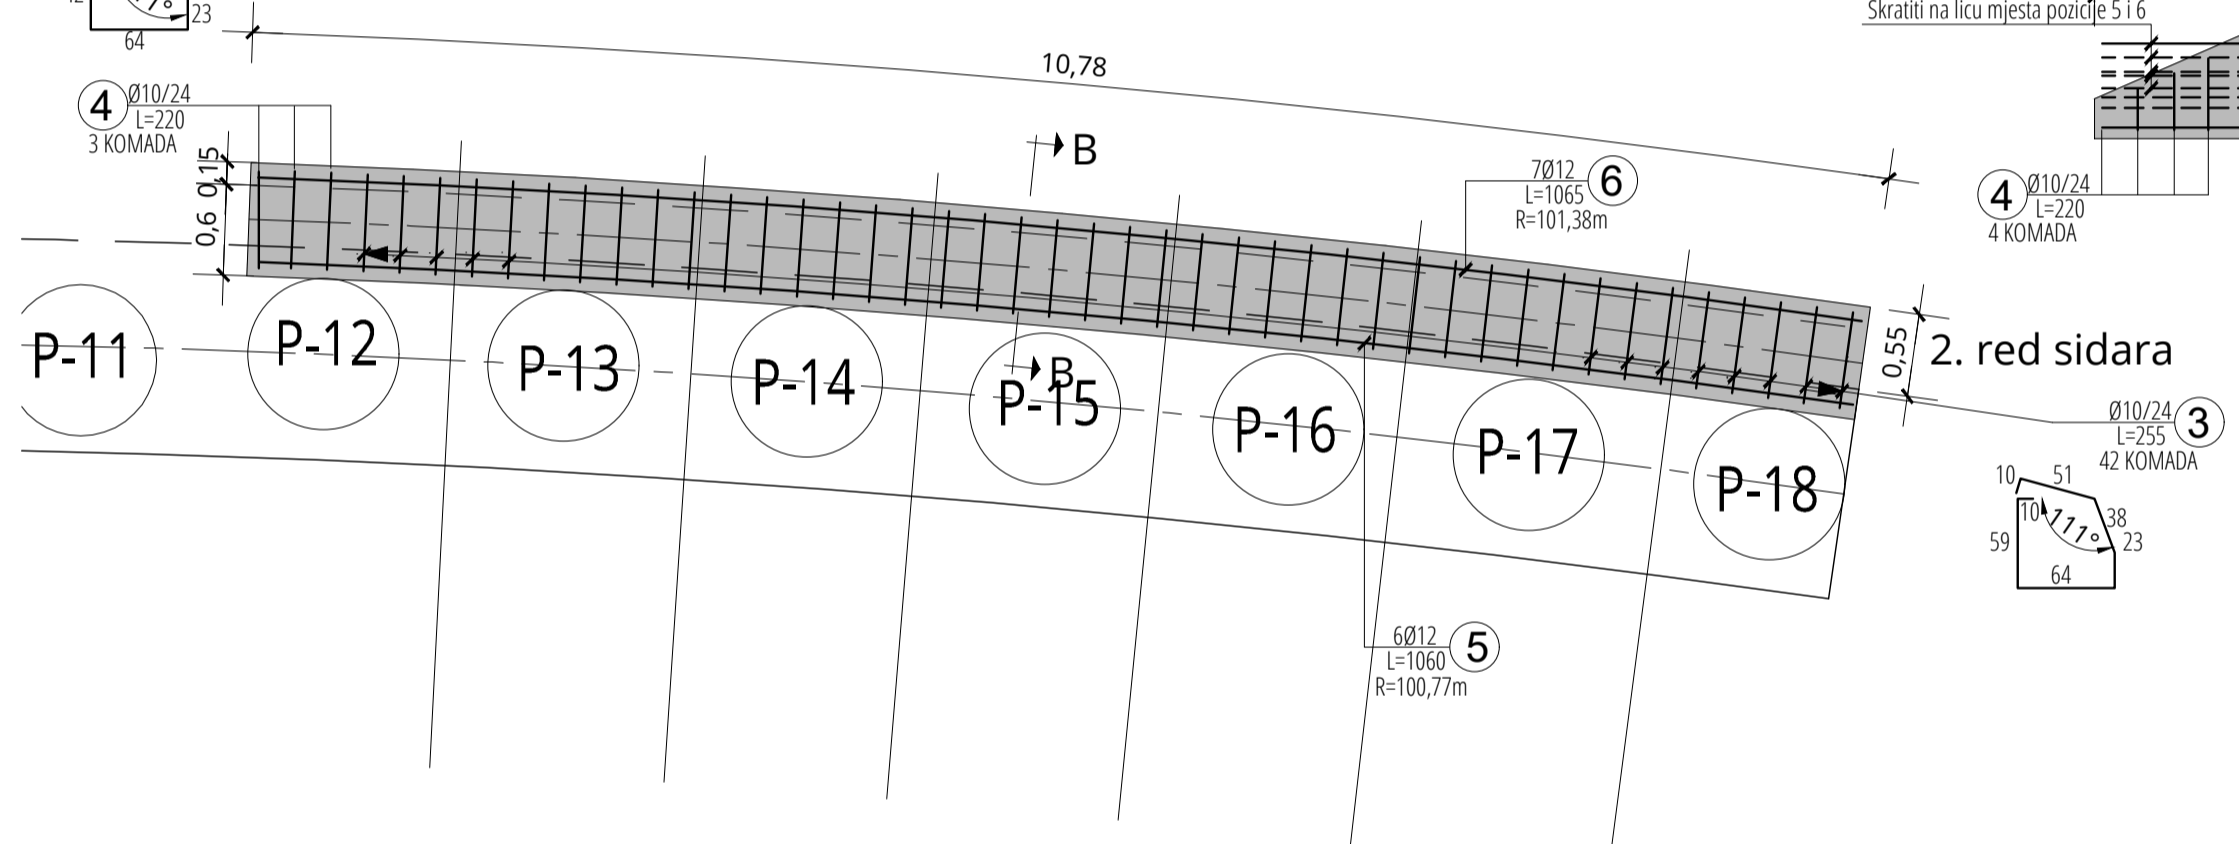 23
64
Skratiti na licu mjesta pozicije 5 i 6
10,78
4
Ø10/24
L=220
3 KOMADA
0,15
0,6
B
7Ø12
L=1065
R=101,38m
6
4
Ø10/24
L=220
4 KOMADA
P-11
P-12
P-13
P-14
B
P-15
P-16
P-17
P-18
0,55
2. red sidara
Ø10/24
L=255
42 KOMADA
3
10
51
10
111°
38
59
23
64
6Ø12
L=1060
R=100,77m
5